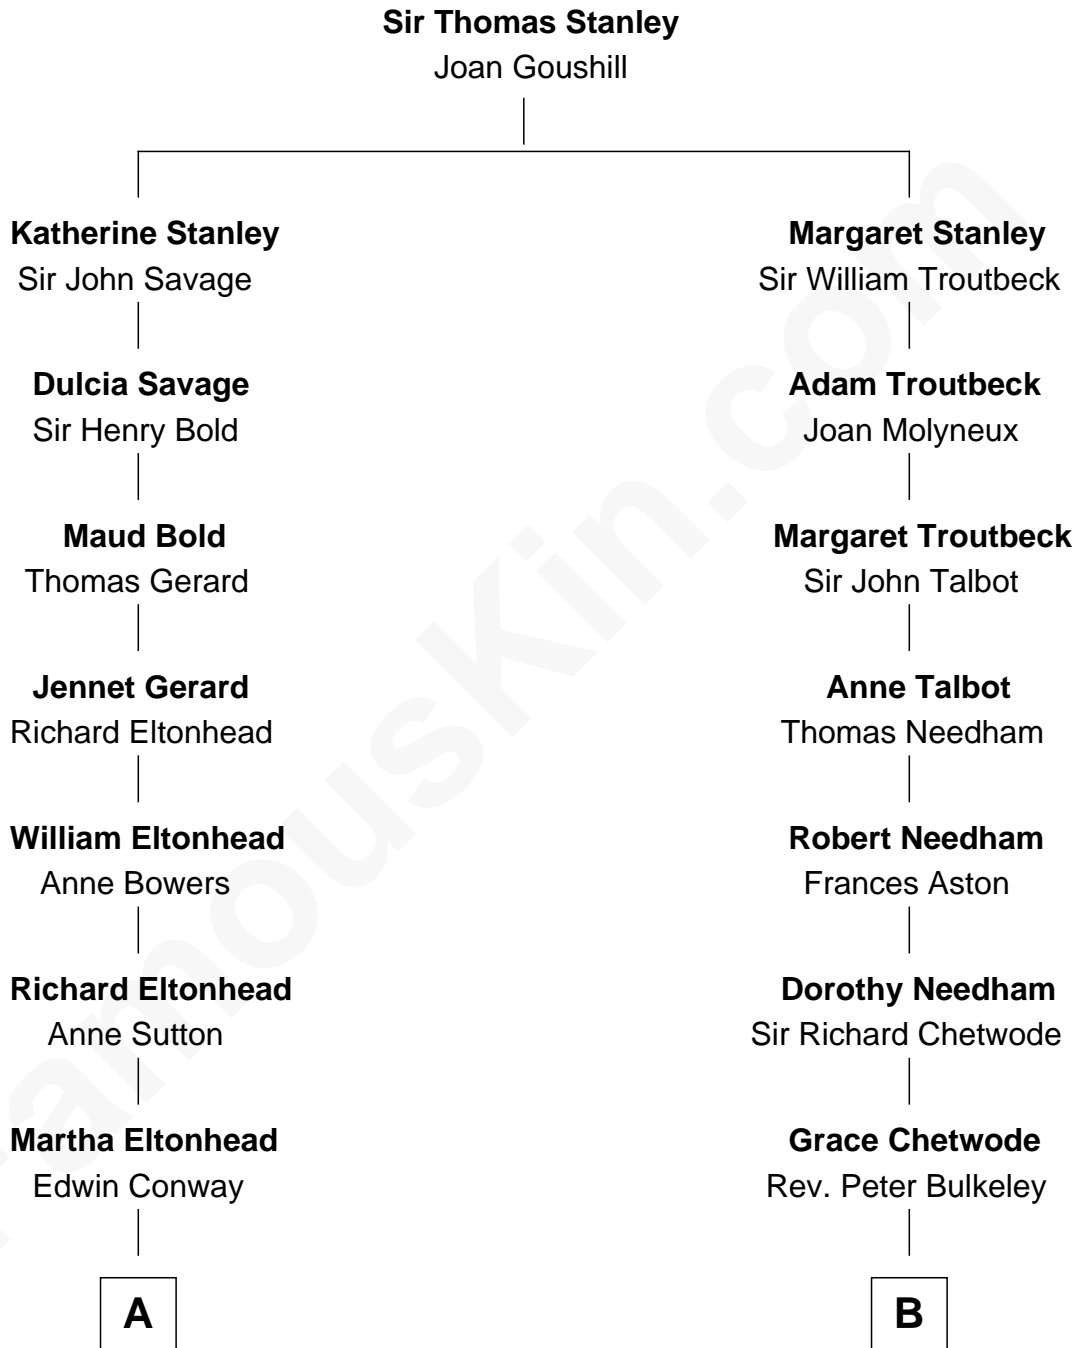 Sir Thomas Stanley
Joan Goushill
Katherine Stanley
Sir John Savage
Margaret Stanley
Sir William Troutbeck
Dulcia Savage
Sir Henry Bold
Adam Troutbeck
Joan Molyneux
Maud Bold
Thomas Gerard
Margaret Troutbeck
Sir John Talbot
Jennet Gerard
Richard Eltonhead
Anne Talbot
Thomas Needham
William Eltonhead
Anne Bowers
Robert Needham
Frances Aston
Richard Eltonhead
Anne Sutton
Dorothy Needham
Sir Richard Chetwode
Martha Eltonhead
Edwin Conway
Grace Chetwode
Rev. Peter Bulkeley
A
B
FamousKin.com